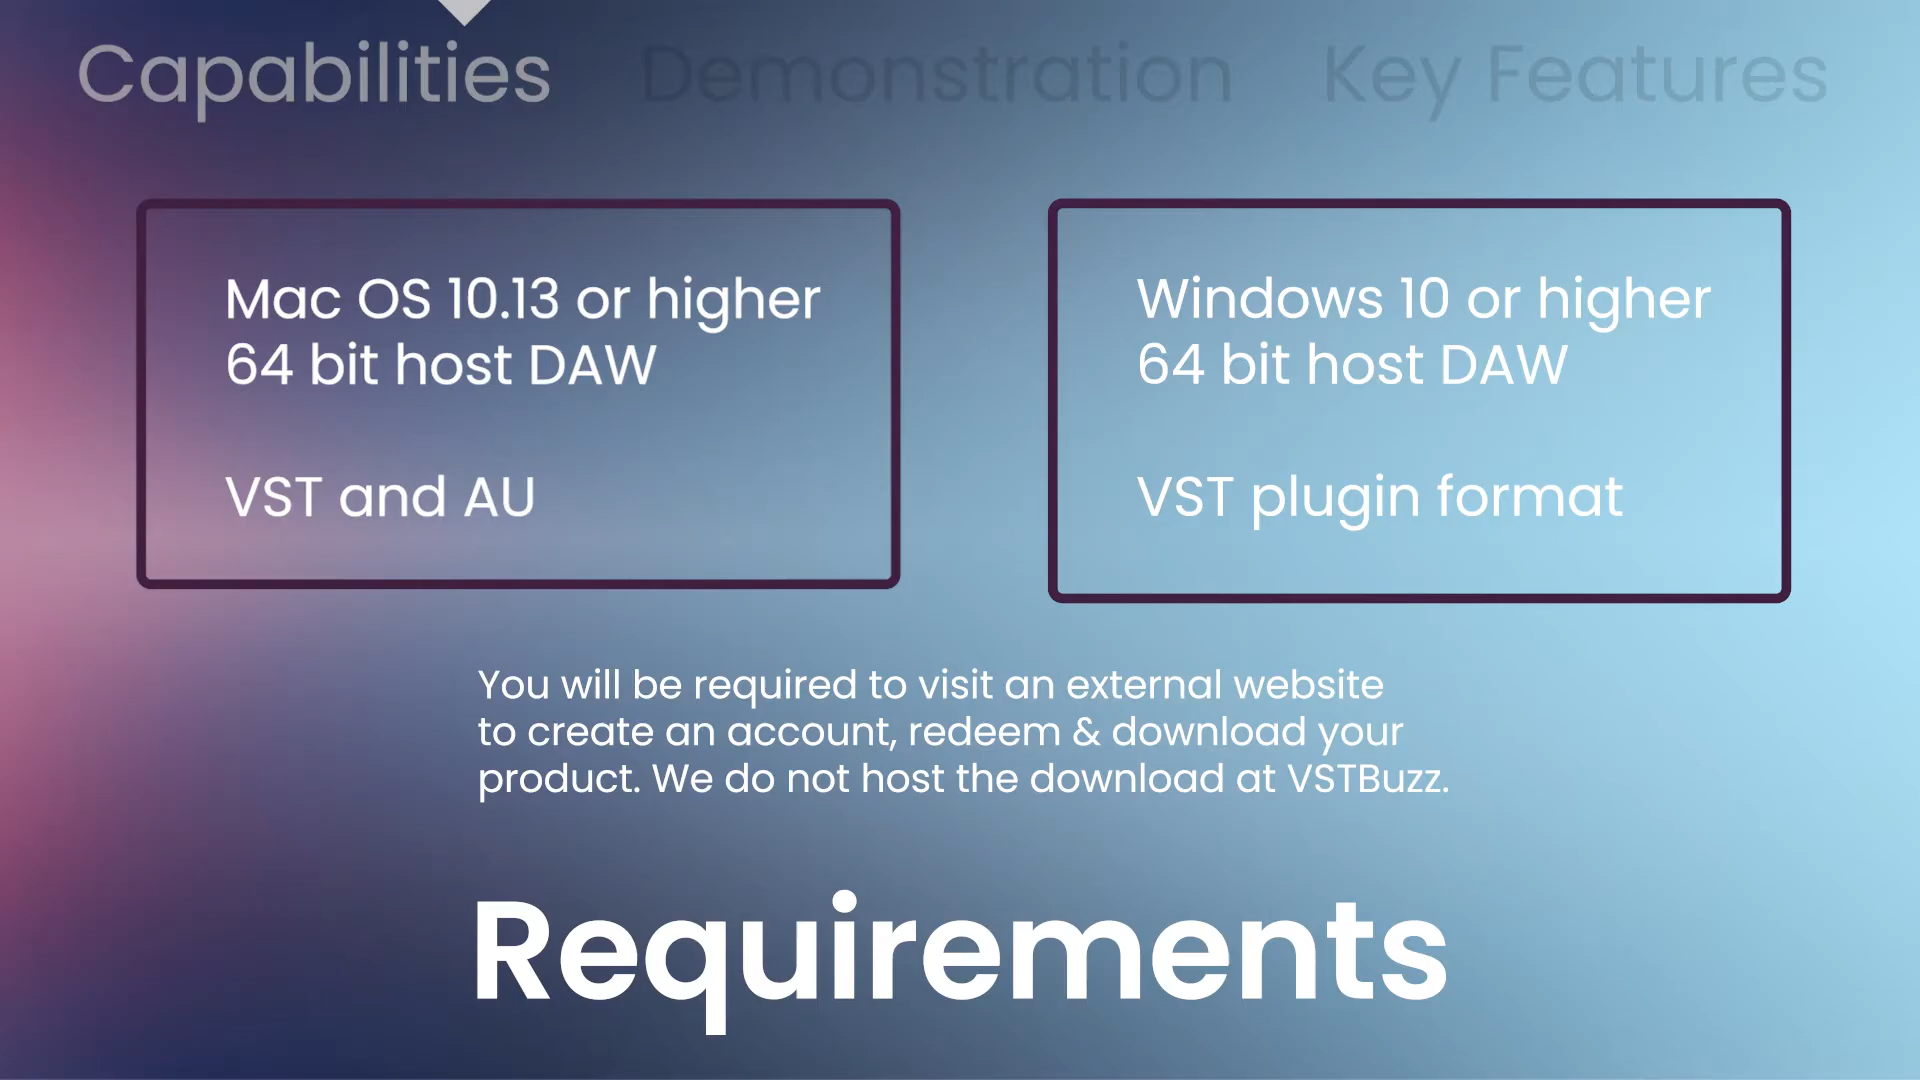 Capabilities Demonstration Key Features
Mac OS 10.13 or higher
64 bit host DAW
VST and AU
Windows 10 or higher
64 bit host DAW
VST plugin format
You will be required to visit an external website
to create an account, redeem & download your
product. We do not host the download at VSTBuzz.
Requirements